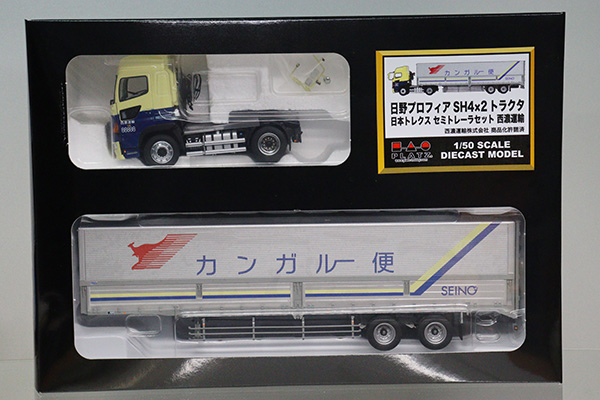 カンガルー便
日野プロフィア SH4x2 トラクタ
日本トレクス セミトレーラセット 西濃運輸
西濃運輸株式会社 商品化許諾済
PLATZ
1/50 SCALE
DIECAST MODEL
カンガルー便
SEINO